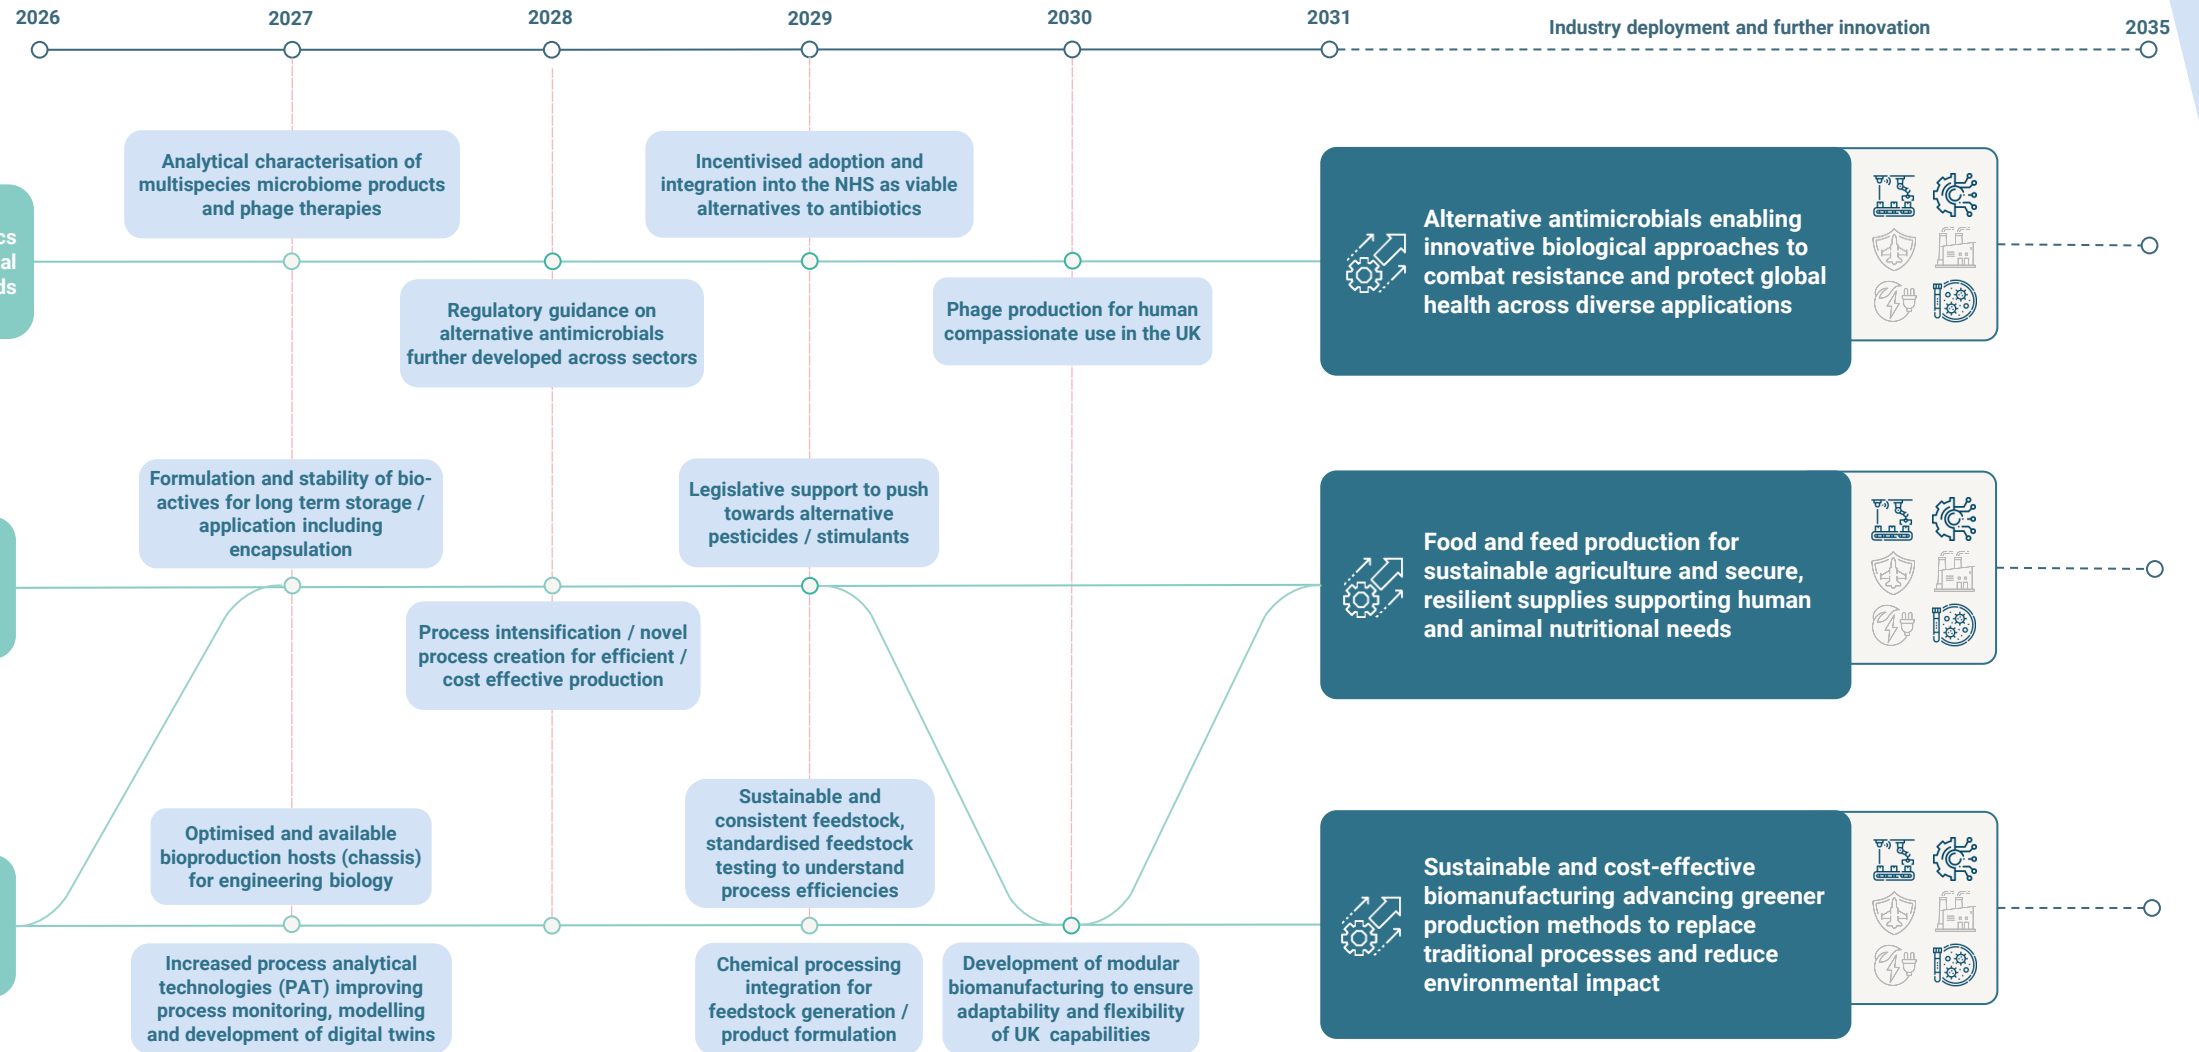 2026
2027
2028
2029
2030
2031
Industry deployment and further innovation
2035
Analytical characterisation of
multispecies microbiome products
and phage therapies
Incentivised adoption and
integration into the NHS as viable
alternatives to antibiotics
Regulatory guidance on
alternative antimicrobials
further developed across sectors
Phage production for human
compassionate use in the UK
Alternative antimicrobials enabling
innovative biological approaches to
combat resistance and protect global
health across diverse applications
Formulation and stability of bio-
actives for long term storage /
application including
encapsulation
Legislative support to push
towards alternative
pesticides / stimulants
Process intensification / novel
process creation for efficient /
cost effective production
Food and feed production for
sustainable agriculture and secure,
resilient supplies supporting human
and animal nutritional needs
Optimised and available
bioproduction hosts (chassis)
for engineering biology
Sustainable and
consistent feedstock,
standardised feedstock
testing to understand
process efficiencies
Increased process analytical
technologies (PAT) improving
process monitoring, modelling
and development of digital twins
Chemical processing
integration for
feedstock generation /
product formulation
Development of modular
biomanufacturing to ensure
adaptability and flexibility
of UK capabilities
Sustainable and cost-effective
biomanufacturing advancing greener
production methods to replace
traditional processes and reduce
environmental impact